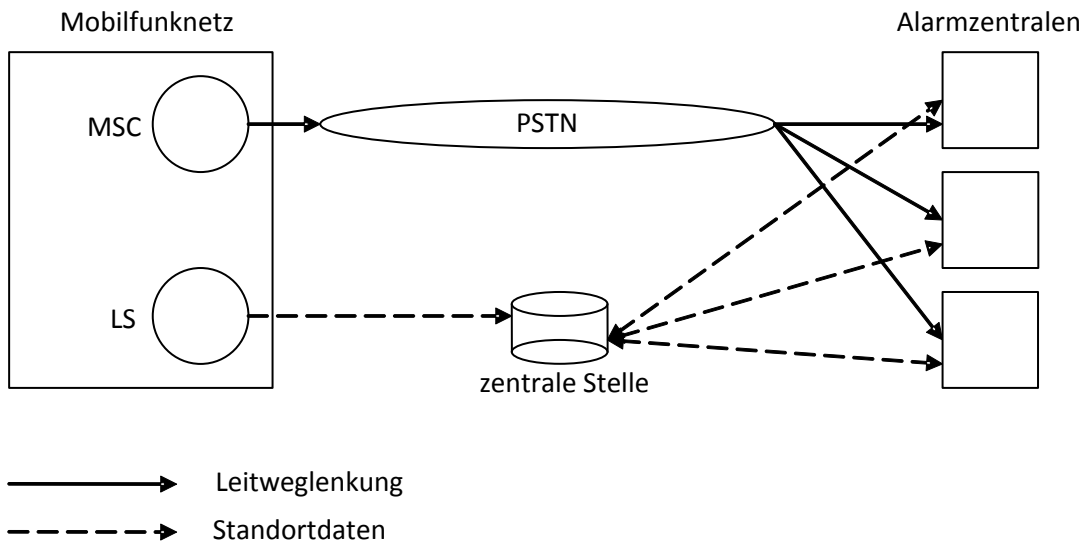 Mobilfunknetz
Alarmzentralen
MSC
PSTN
LS
zentrale Stelle
Leitweglenkung
Standortdaten